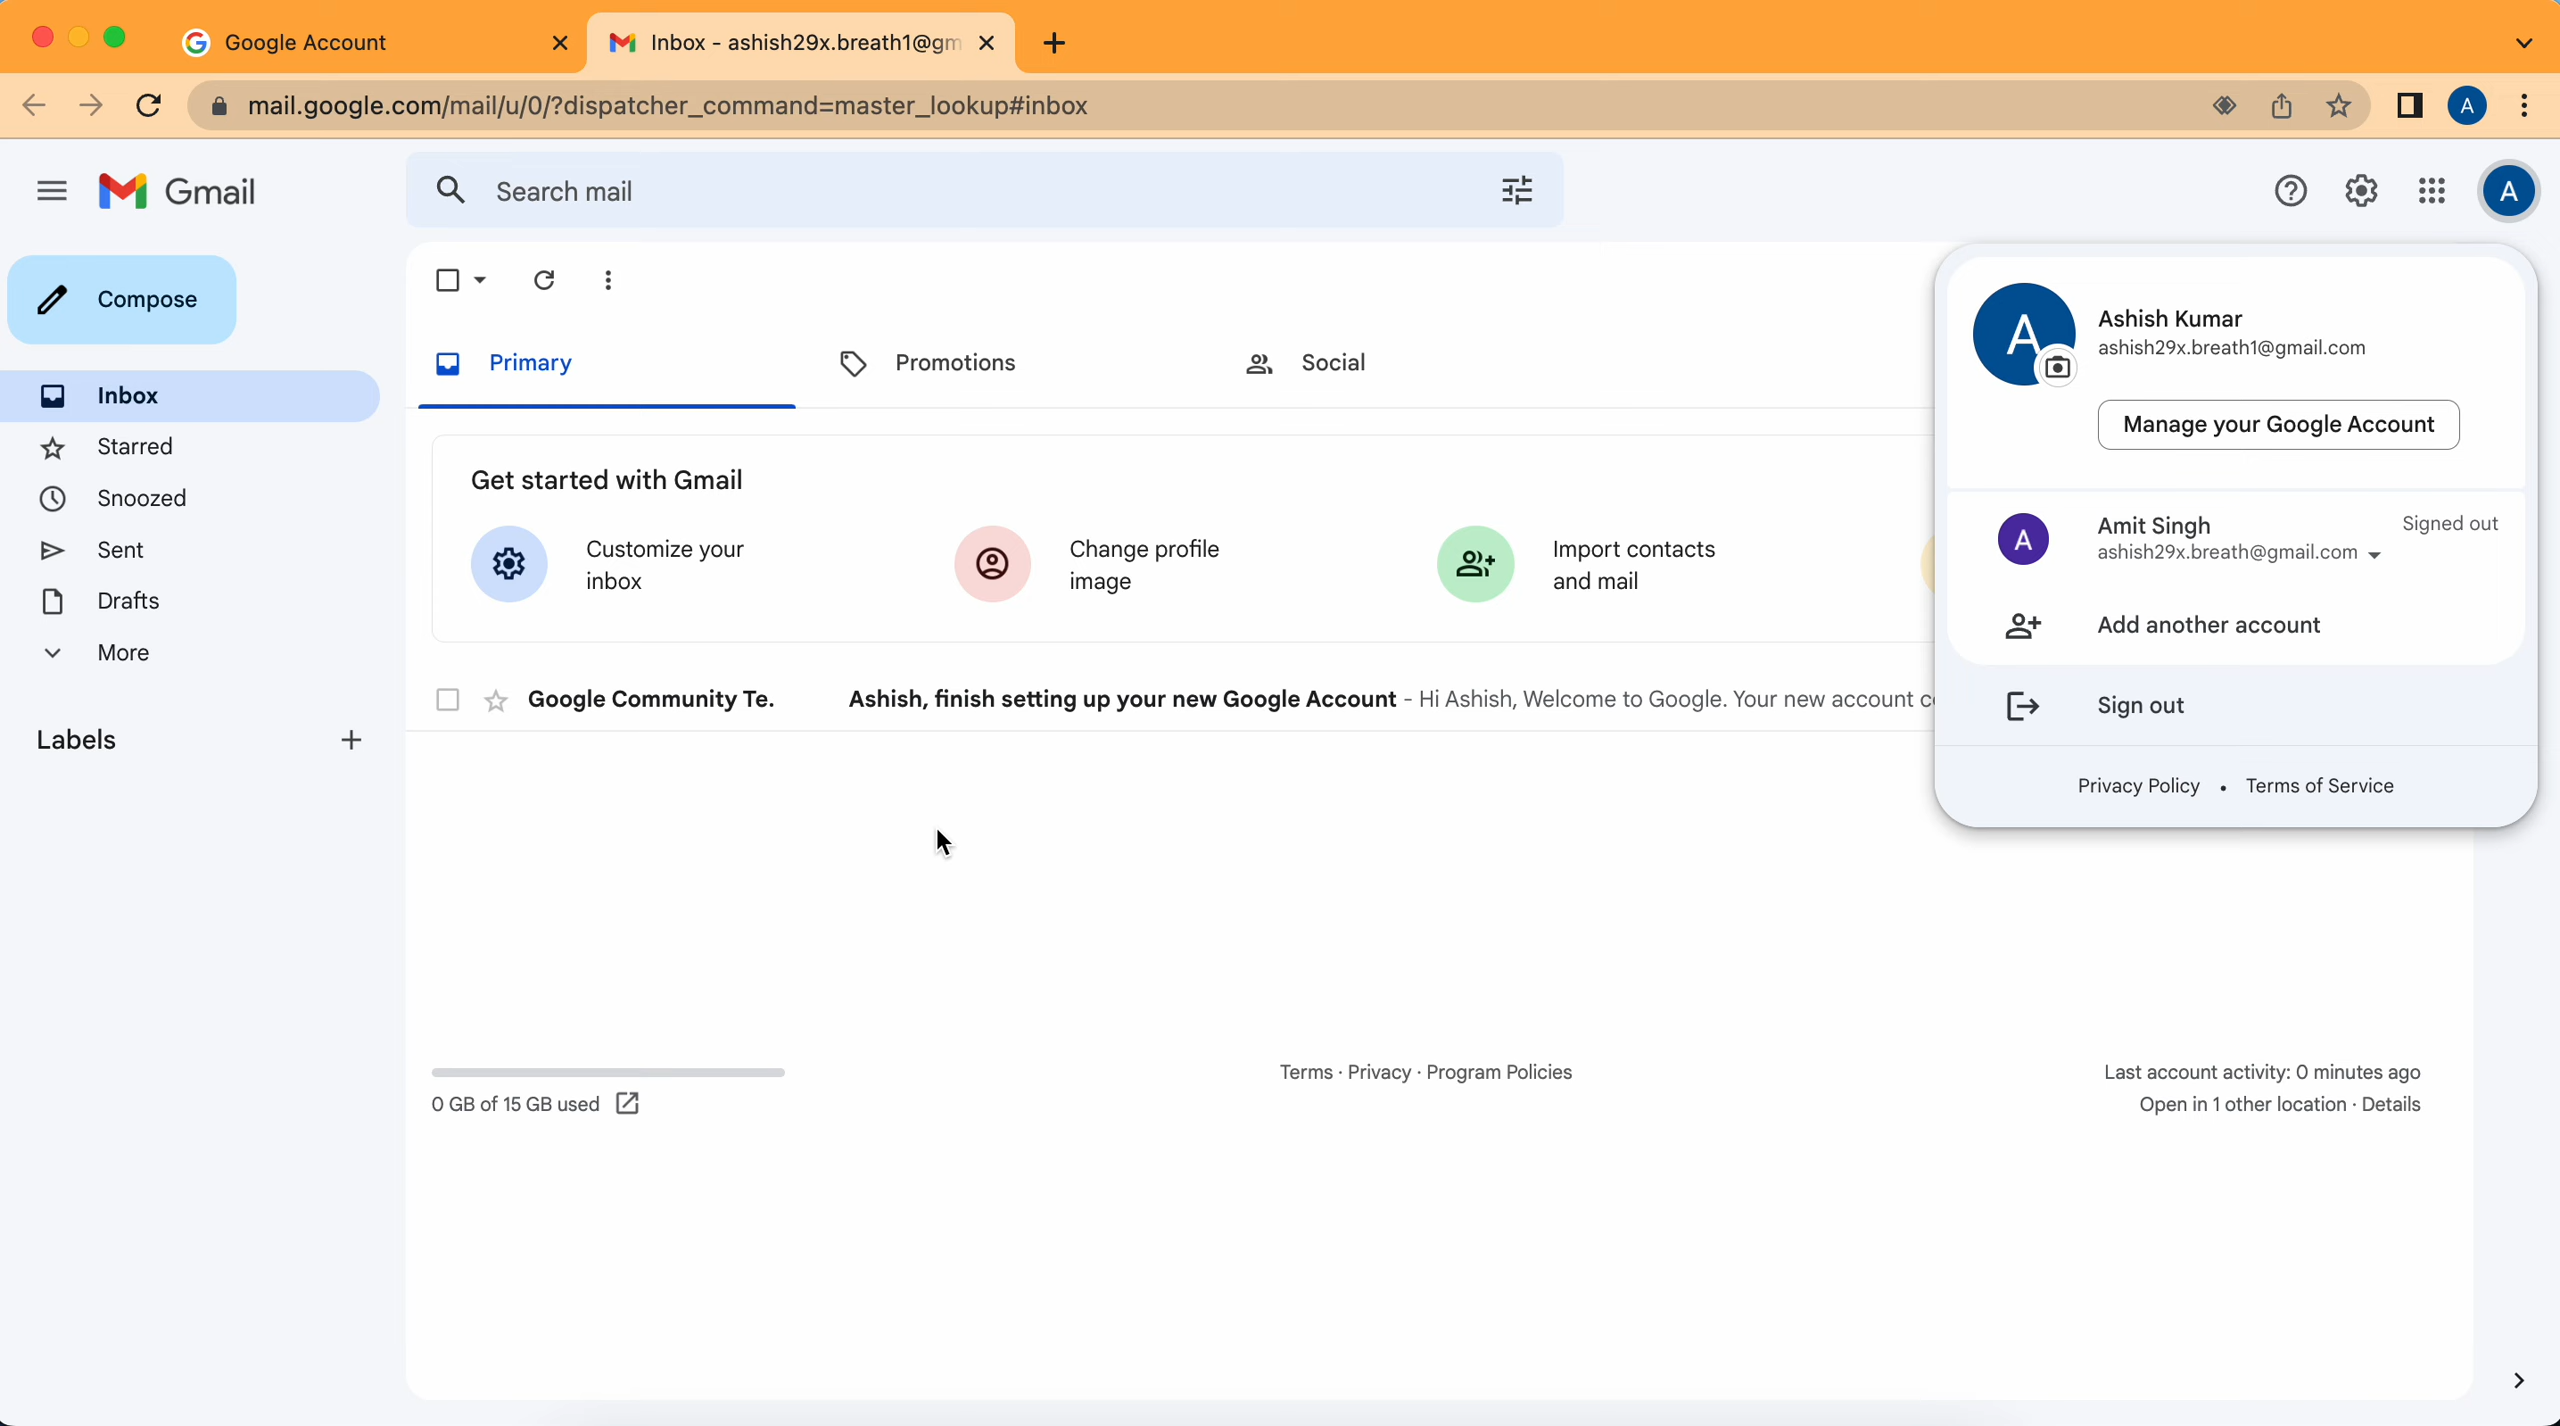 Google Account
Inbox - ashish29x.breath1@gm
mail.google.com/mail/u/0/?dispatcher_command=master_lookup#inbox
A
Gmail
Search mail
A
Compose
Inbox
Starred
Snoozed
Sent
Drafts
More
Labels
Primary
Promotions
Social
Get started with Gmail
Customize your
inbox
Change profile
image
Import contacts
and mail
Google Community Te. Ashish, finish setting up your new Google Account - Hi Ashish, Welcome to Google. Your new account
A
Ashish Kumar
ashish29x.breath1@gmail.com
Manage your Google Account
A
Amit Singh
Signed out
ashish29x.breath@gmail.com
Add another account
Sign out
Privacy Policy • Terms of Service
0 GB of 15 GB used
Terms · Privacy · Program Policies
Last account activity: 0 minutes ago
Open in 1 other location · Details